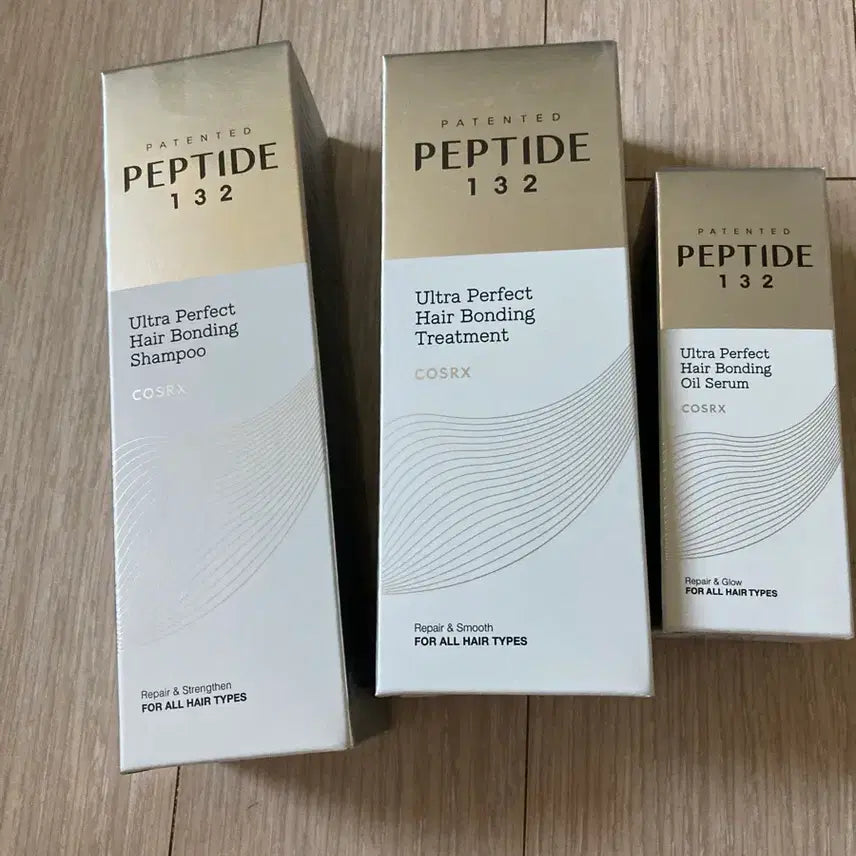 PATENTED
PEPTIDE
132
Ultra Perfect
Hair Bonding
Shampoo
COSRX
Repair & Strengthen
FOR ALL HAIR TYPES
PATENTED
PEPTIDE
132
Ultra Perfect
Hair Bonding
Treatment
COSRX
Repair & Smooth
FOR ALL HAIR TYPES
PATENTED
PEPTIDE
132
Ultra Perfect
Hair Bonding
Oil Serum
COSRX
Repair & Glow
FOR ALL HAIR TYPES